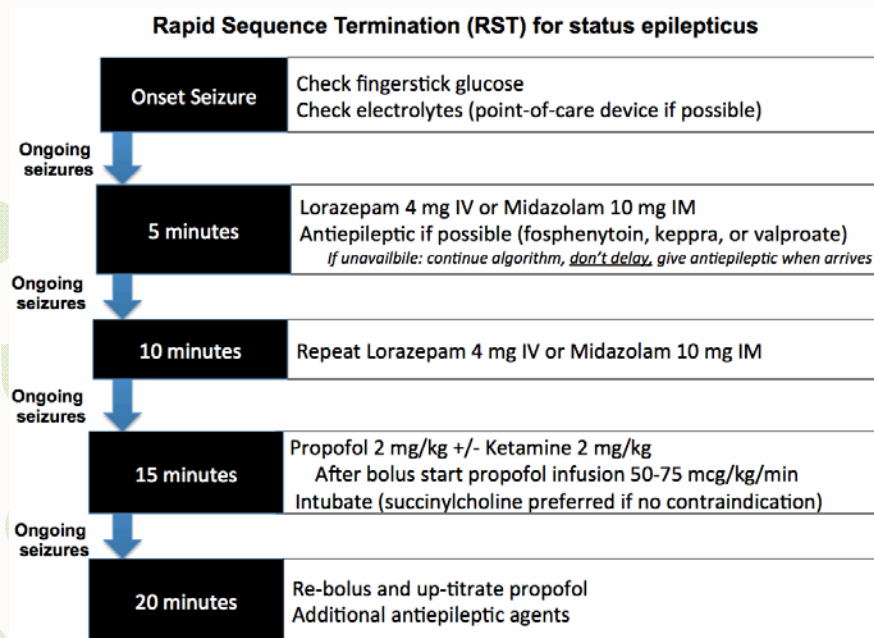 Rapid Sequence Termination (RST) for status epilepticus
Onset Seizure
Check fingerstick glucose
Check electrolytes (point-of-care device if possible)
Ongoing
seizures
5 minutes
Lorazepam 4 mg IV or Midazolam 10 mg IM
Antiepileptic if possible (fosphenytoin, keppra, or valproate)
If unavailbile: continue algorithm, don't delay, give antiepileptic when arrives
Ongoing
seizures
10 minutes
Repeat Lorazepam 4 mg IV or Midazolam 10 mg IM
Ongoing
seizures
15 minutes
Propofol 2 mg/kg +/- Ketamine 2 mg/kg
After bolus start propofol infusion 50-75 mcg/kg/min
Intubate (succinylcholine preferred if no contraindication)
Ongoing
seizures
20 minutes
Re-bolus and up-titrate propofol
Additional antiepileptic agents